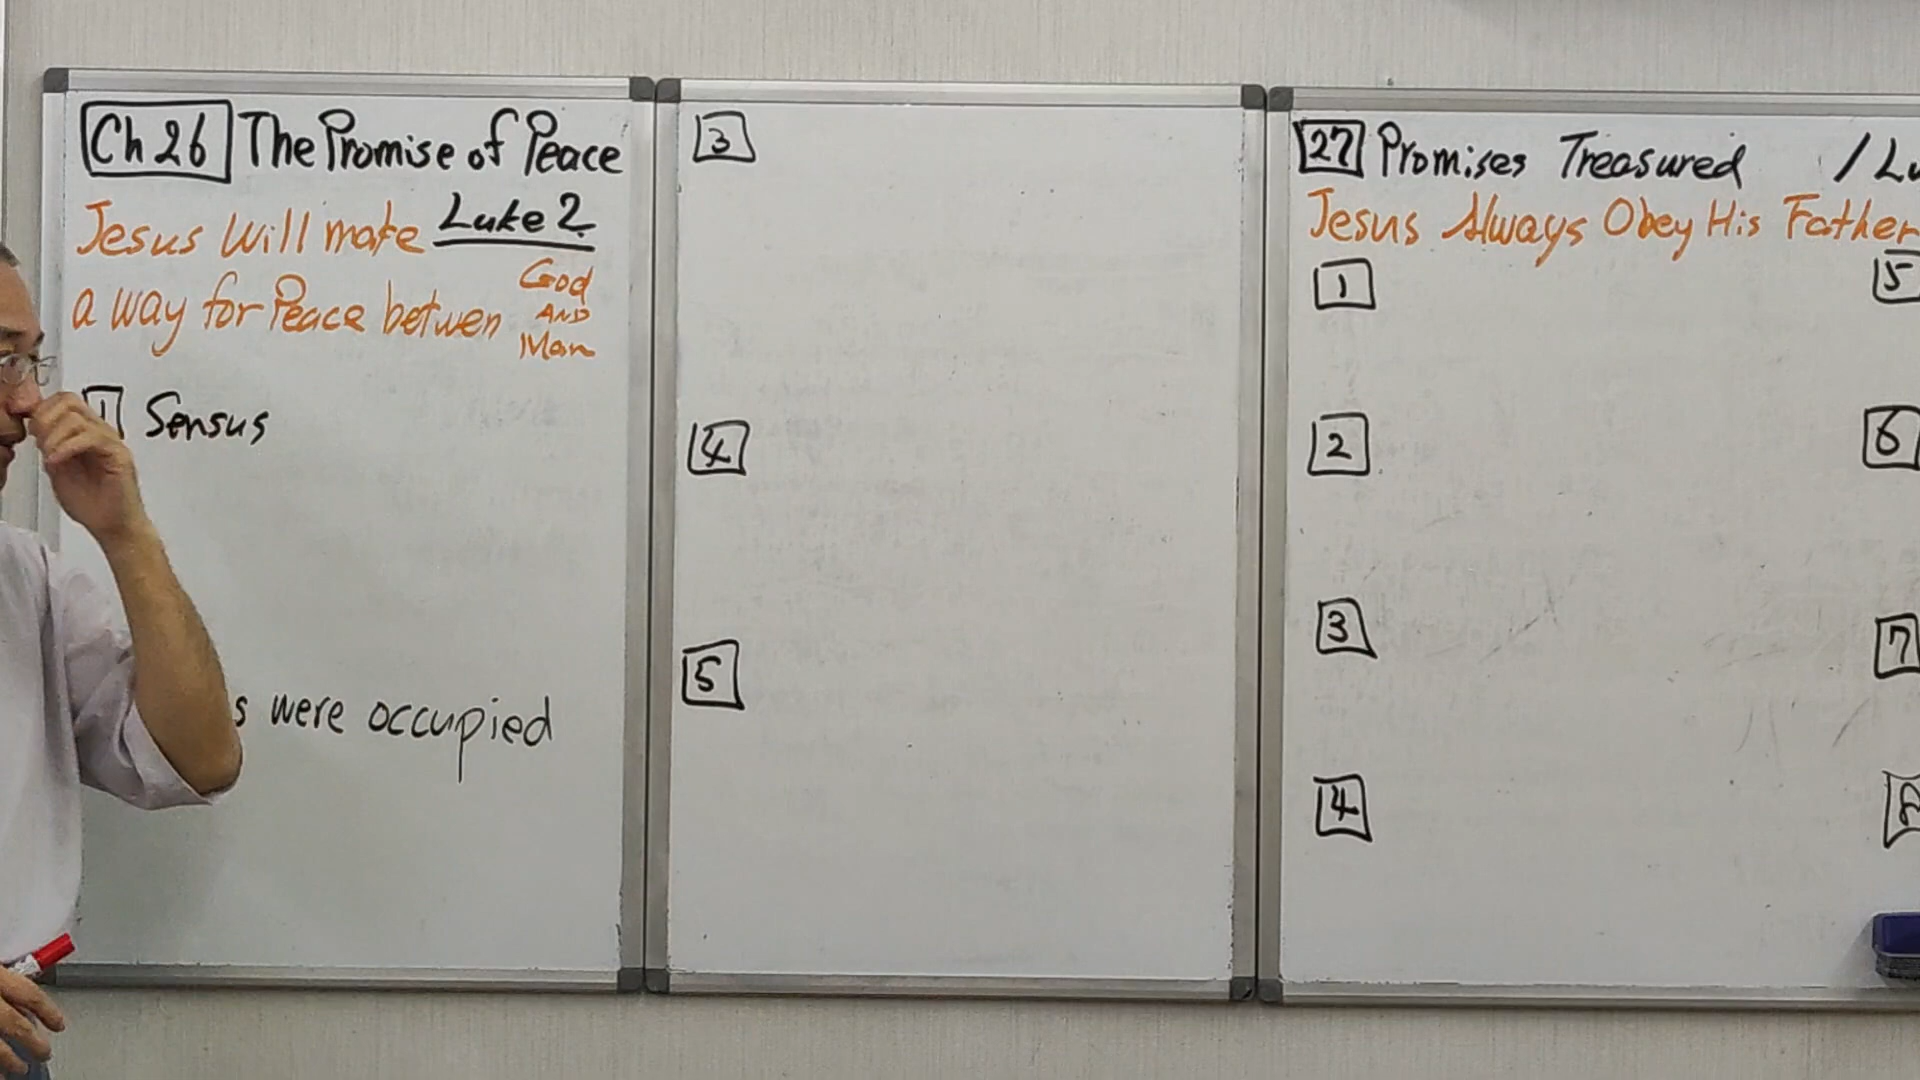 Ch 26 The Promise of Peace
Jesus Will make Luke 2
a way for Peace betwen God AND Man
1 Sensus
s were occupied
3
4
5
27 Promises Treasured / Lu
Jesus Always Obey His Father
1
5
2
6
3
7
4